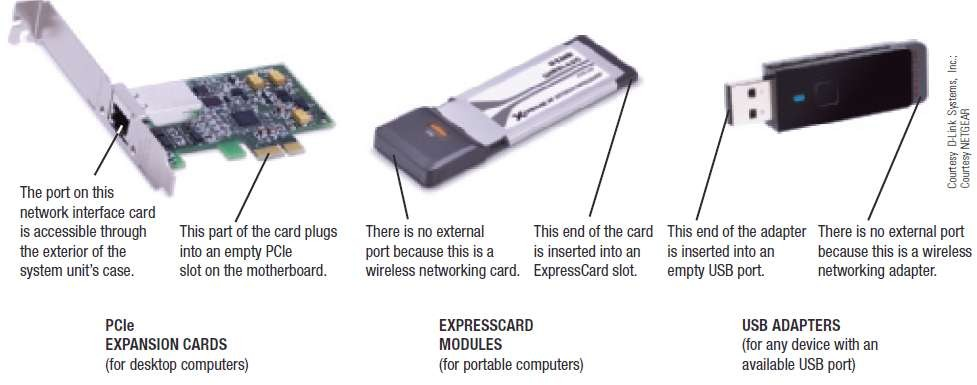 The port on this
network interface card
is accessible through
the exterior of the
system unit's case.
This part of the card plugs
into an empty PCIe
slot on the motherboard.
There is no external
port because this is a
wireless networking card.
This end of the card
is inserted into an
ExpressCard slot.
This end of the adapter
is inserted into an
empty USB port.
There is no external port
because this is a wireless
networking adapter.
Courtesy D-Link Systems, Inc.;
Courtesy NETGEAR
PCIe
EXPANSION CARDS
(for desktop computers)
EXPRESSCARD
MODULES
(for portable computers)
USB ADAPTERS
(for any device with an
available USB port)